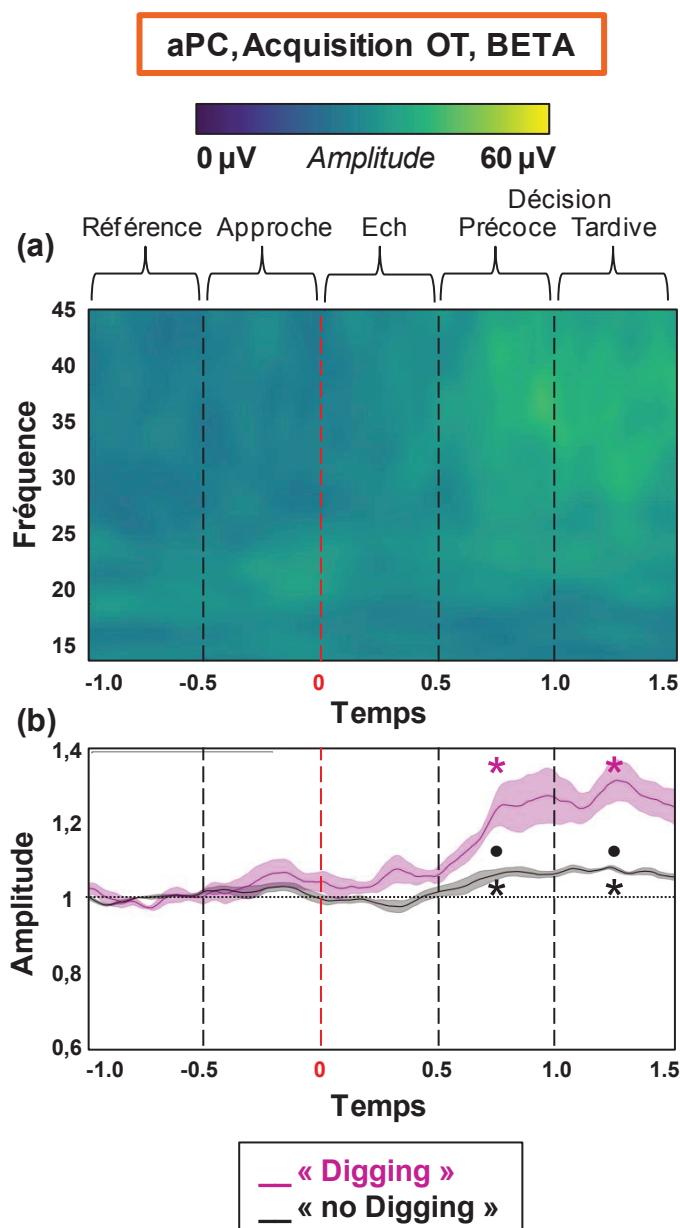 aPC, Acquisition OT, BETA
0 µV Amplitude 60 µV
Décision
(a) Référence Approche Ech Précoce Tardive
45
40
35
30
25
20
15
Fréquence
-1.0 -0.5 0 0.5 1.0 1.5
Temps
(b)
1,4
1,2
1
0,8
0,6
Amplitude
* *
• •
* *
-1.0 -0.5 0 0.5 1.0 1.5
Temps
__ « Digging »
__ « no Digging »